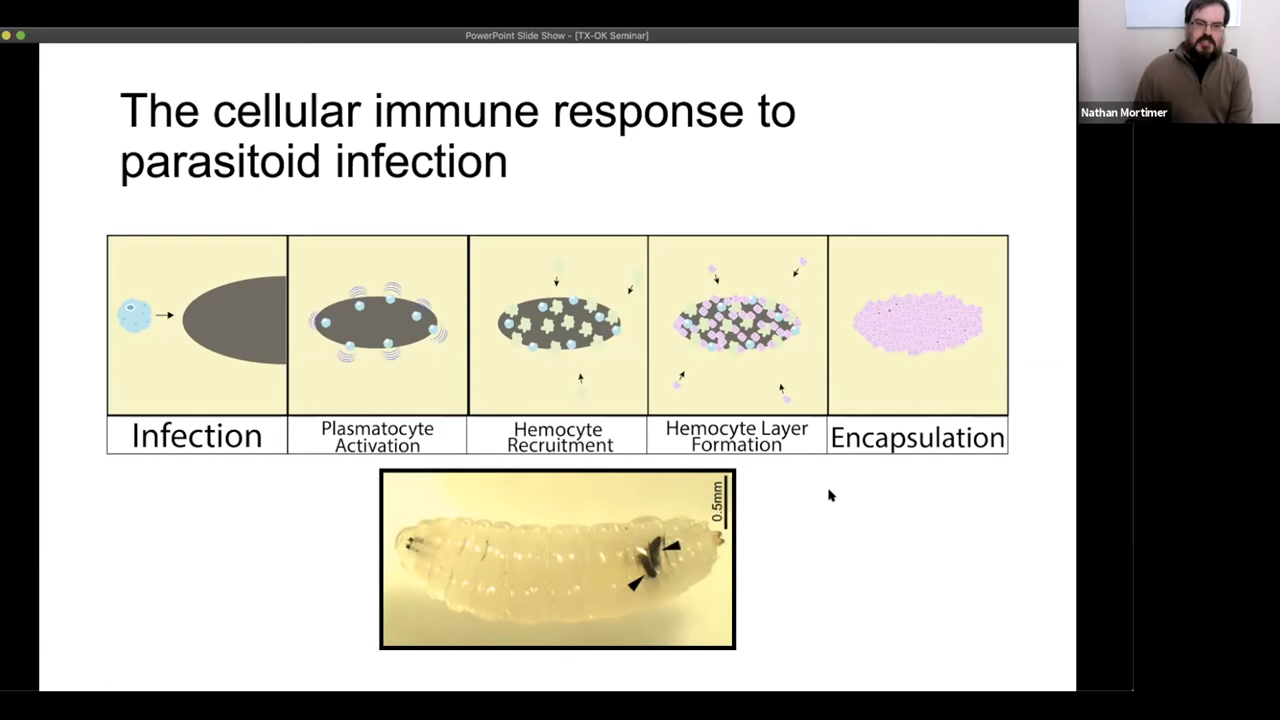 PowerPoint Slide Show - [TX-OK Seminar]
Nathan Mortimer
The cellular immune response to
parasitoid infection
Infection
Plasmatocyte
Activation
Hemocyte
Recruitment
Hemocyte Layer
Formation
Encapsulation
0.5mm